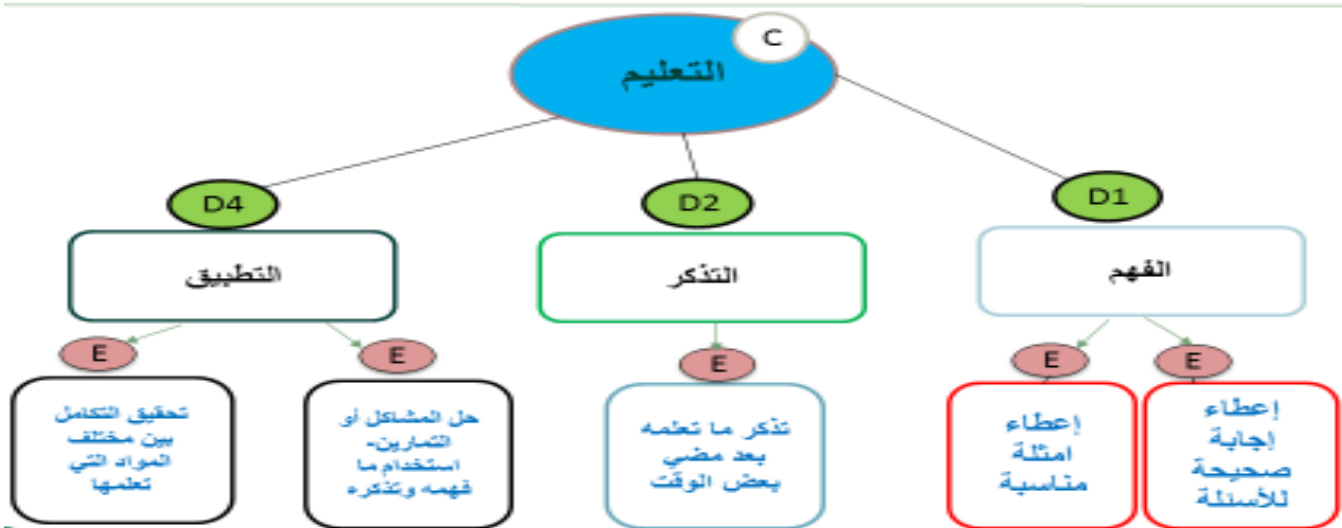 C
التعليم
D1
D2
D4
الفهم
التذكر
التطبيق
E
E
E
E
E
إعطاء
إجابة
صحيحة
للأسئلة
إعطاء
امثلة
مناسبة
تذكر ما تعلمه
بعد مضي
بعض الوقت
حل المشاكل أو
التمارين-
استخدام ما
فهمه وتذكره
تحقيق التكامل
بين مختلف
المواد التي
تعلمها